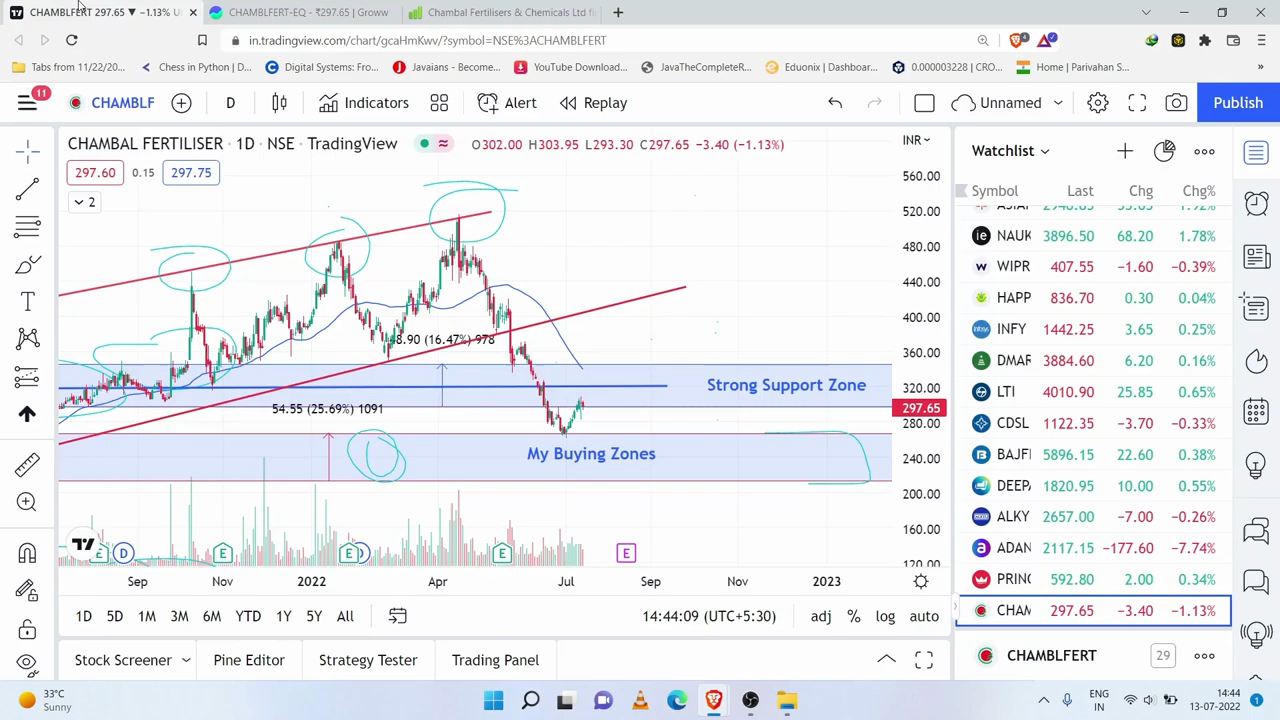 CHAMBLFERT 297.65 ▼ −1.13% U
CHAMBLFERT-EQ - ₹297.65 | Groww
Chambal Fertilisers & Chemicals Ltd fi
in.tradingview.com/chart/gcaHmKwv/?symbol=NSE%3ACHAMBLFERT
4
Tabs from 11/22/20...
Chess in Python | D...
Digital Systems: Fro...
Javaians - Become...
YouTube Download...
JavaTheCompleteR...
Eduonix | Dashboar...
0.000003228 | CRO...
Home | Parivahan S...
»
11
CHAMBLF
D
Indicators
Alert
Replay
Unnamed
Publish
CHAMBAL FERTILISER · 1D · NSE · TradingView
O302.00 H303.95 L293.30 C297.65 −3.40 (−1.13%)
INR
297.60
0.15
297.75
2
560.00
520.00
480.00
440.00
400.00
360.00
320.00
297.65
280.00
240.00
200.00
160.00
120.00
48.90 (16.47%) 978
54.55 (25.69%) 1091
Strong Support Zone
My Buying Zones
E
D
E
E
D
E
E
Sep
Nov
2022
Apr
Jul
Sep
Nov
2023
1D
5D
1M
3M
6M
YTD
1Y
5Y
All
14:44:09 (UTC+5:30)
adj
%
log
auto
Stock Screener
Pine Editor
Strategy Tester
Trading Panel
Watchlist
Symbol Last Chg Chg%
NAUK 3896.50 68.20 1.78%
WIPR 407.55 −1.60 −0.39%
HAPP 836.70 0.30 0.04%
INFY 1442.25 3.65 0.25%
DMAR 3884.60 6.20 0.16%
LTI 4010.90 25.85 0.65%
CDSL 1122.35 −3.70 −0.33%
BAJFI 5896.15 22.60 0.38%
DEEPA 1820.95 10.00 0.55%
ALKY 2657.00 −7.00 −0.26%
ADAN 2117.15 −177.60 −7.74%
PRINC 592.80 2.00 0.34%
CHAM 297.65 −3.40 −1.13%
CHAMBLFERT
29
33°C
Sunny
ENG
IN
14:44
13-07-2022
1